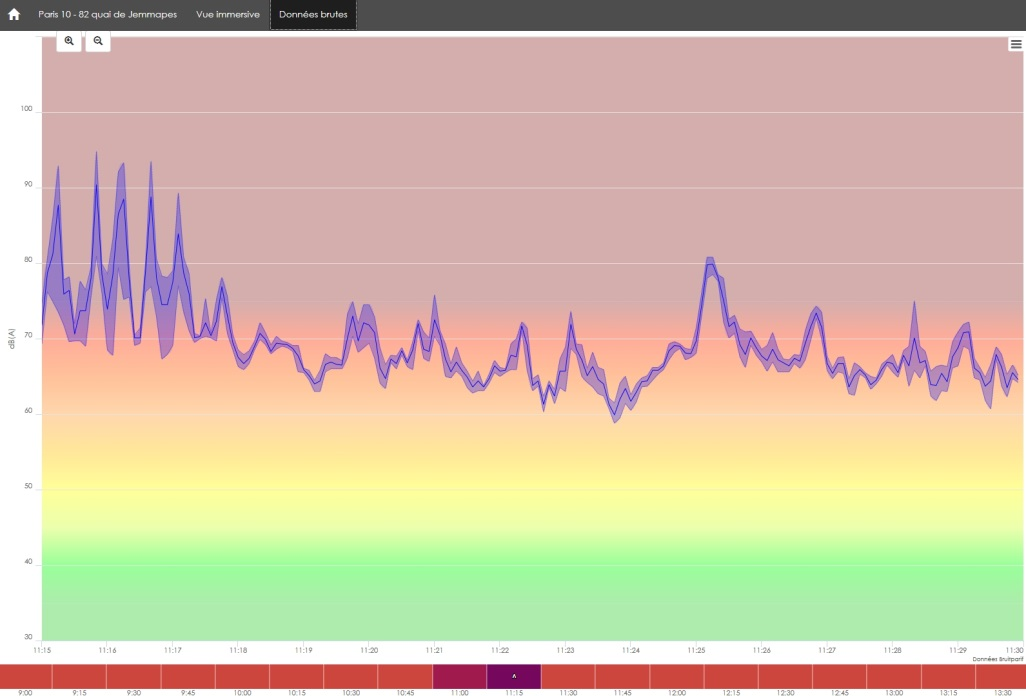 Paris 10 - 82 quai de Jemmapes Vue immersive Données brutes
100
90
80
dB(A)
70
60
50
40
30
11:15 11:16 11:17 11:18 11:19 11:20 11:21 11:22 11:23 11:24 11:25 11:26 11:27 11:28 11:29 11:30
Données Bruitparif
9:00 9:15 9:30 9:45 10:00 10:15 10:30 10:45 11:00 11:15 11:30 11:45 12:00 12:15 12:30 12:45 13:00 13:15 13:30